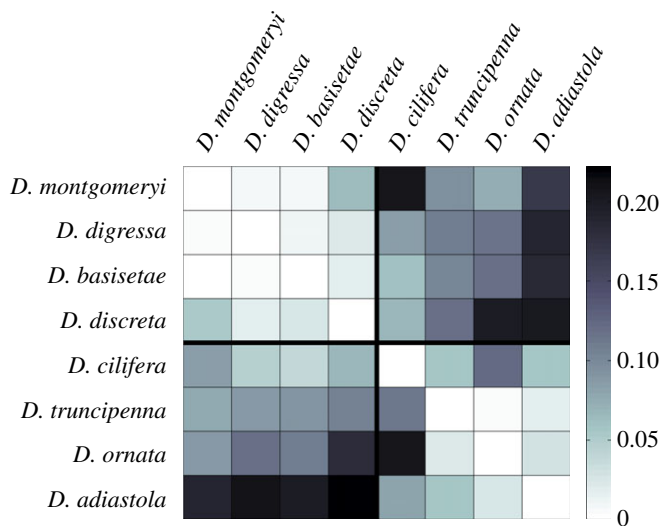 D. montgomeryi
D. digressa
D. basisetae
D. discreta
D. cilifera
D. truncipenna
D. ornata
D. adiastola
D. montgomeryi
D. digressa
D. basisetae
D. discreta
D. cilifera
D. truncipenna
D. ornata
D. adiastola
0.20
0.15
0.10
0.05
0